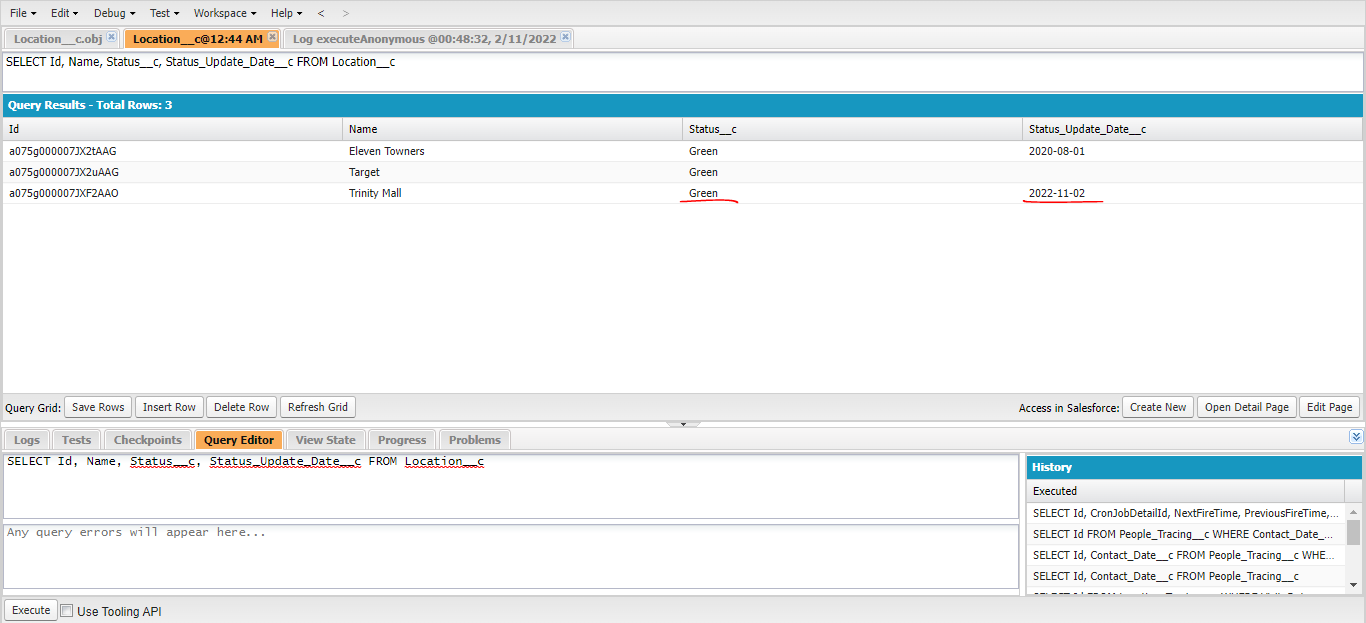 File Edit Debug Test Workspace Help < >
Location__c.obj Location__c@12:44 AM Log executeAnonymous @00:48:32, 2/11/2022
SELECT Id, Name, Status__c, Status_Update_Date__c FROM Location__c
Query Results - Total Rows: 3
Id Name Status__c Status_Update_Date__c
a075g000007JX2tAAG Eleven Towners Green 2020-08-01
a075g000007JX2uAAG Target Green
a075g000007JXF2AAO Trinity Mall Green 2022-11-02
Query Grid: Save Rows Insert Row Delete Row Refresh Grid Access in Salesforce: Create New Open Detail Page Edit Page
Logs Tests Checkpoints Query Editor View State Progress Problems
SELECT Id, Name, Status__c, Status_Update_Date__c FROM Location__c
Any query errors will appear here...
History
Executed
SELECT Id, CronJobDetailId, NextFireTime, PreviousFireTime,...
SELECT Id FROM People_Tracing__c WHERE Contact_Date_...
SELECT Id, Contact_Date__c FROM People_Tracing__c WHE...
SELECT Id, Contact_Date__c FROM People_Tracing__c
Execute Use Tooling API